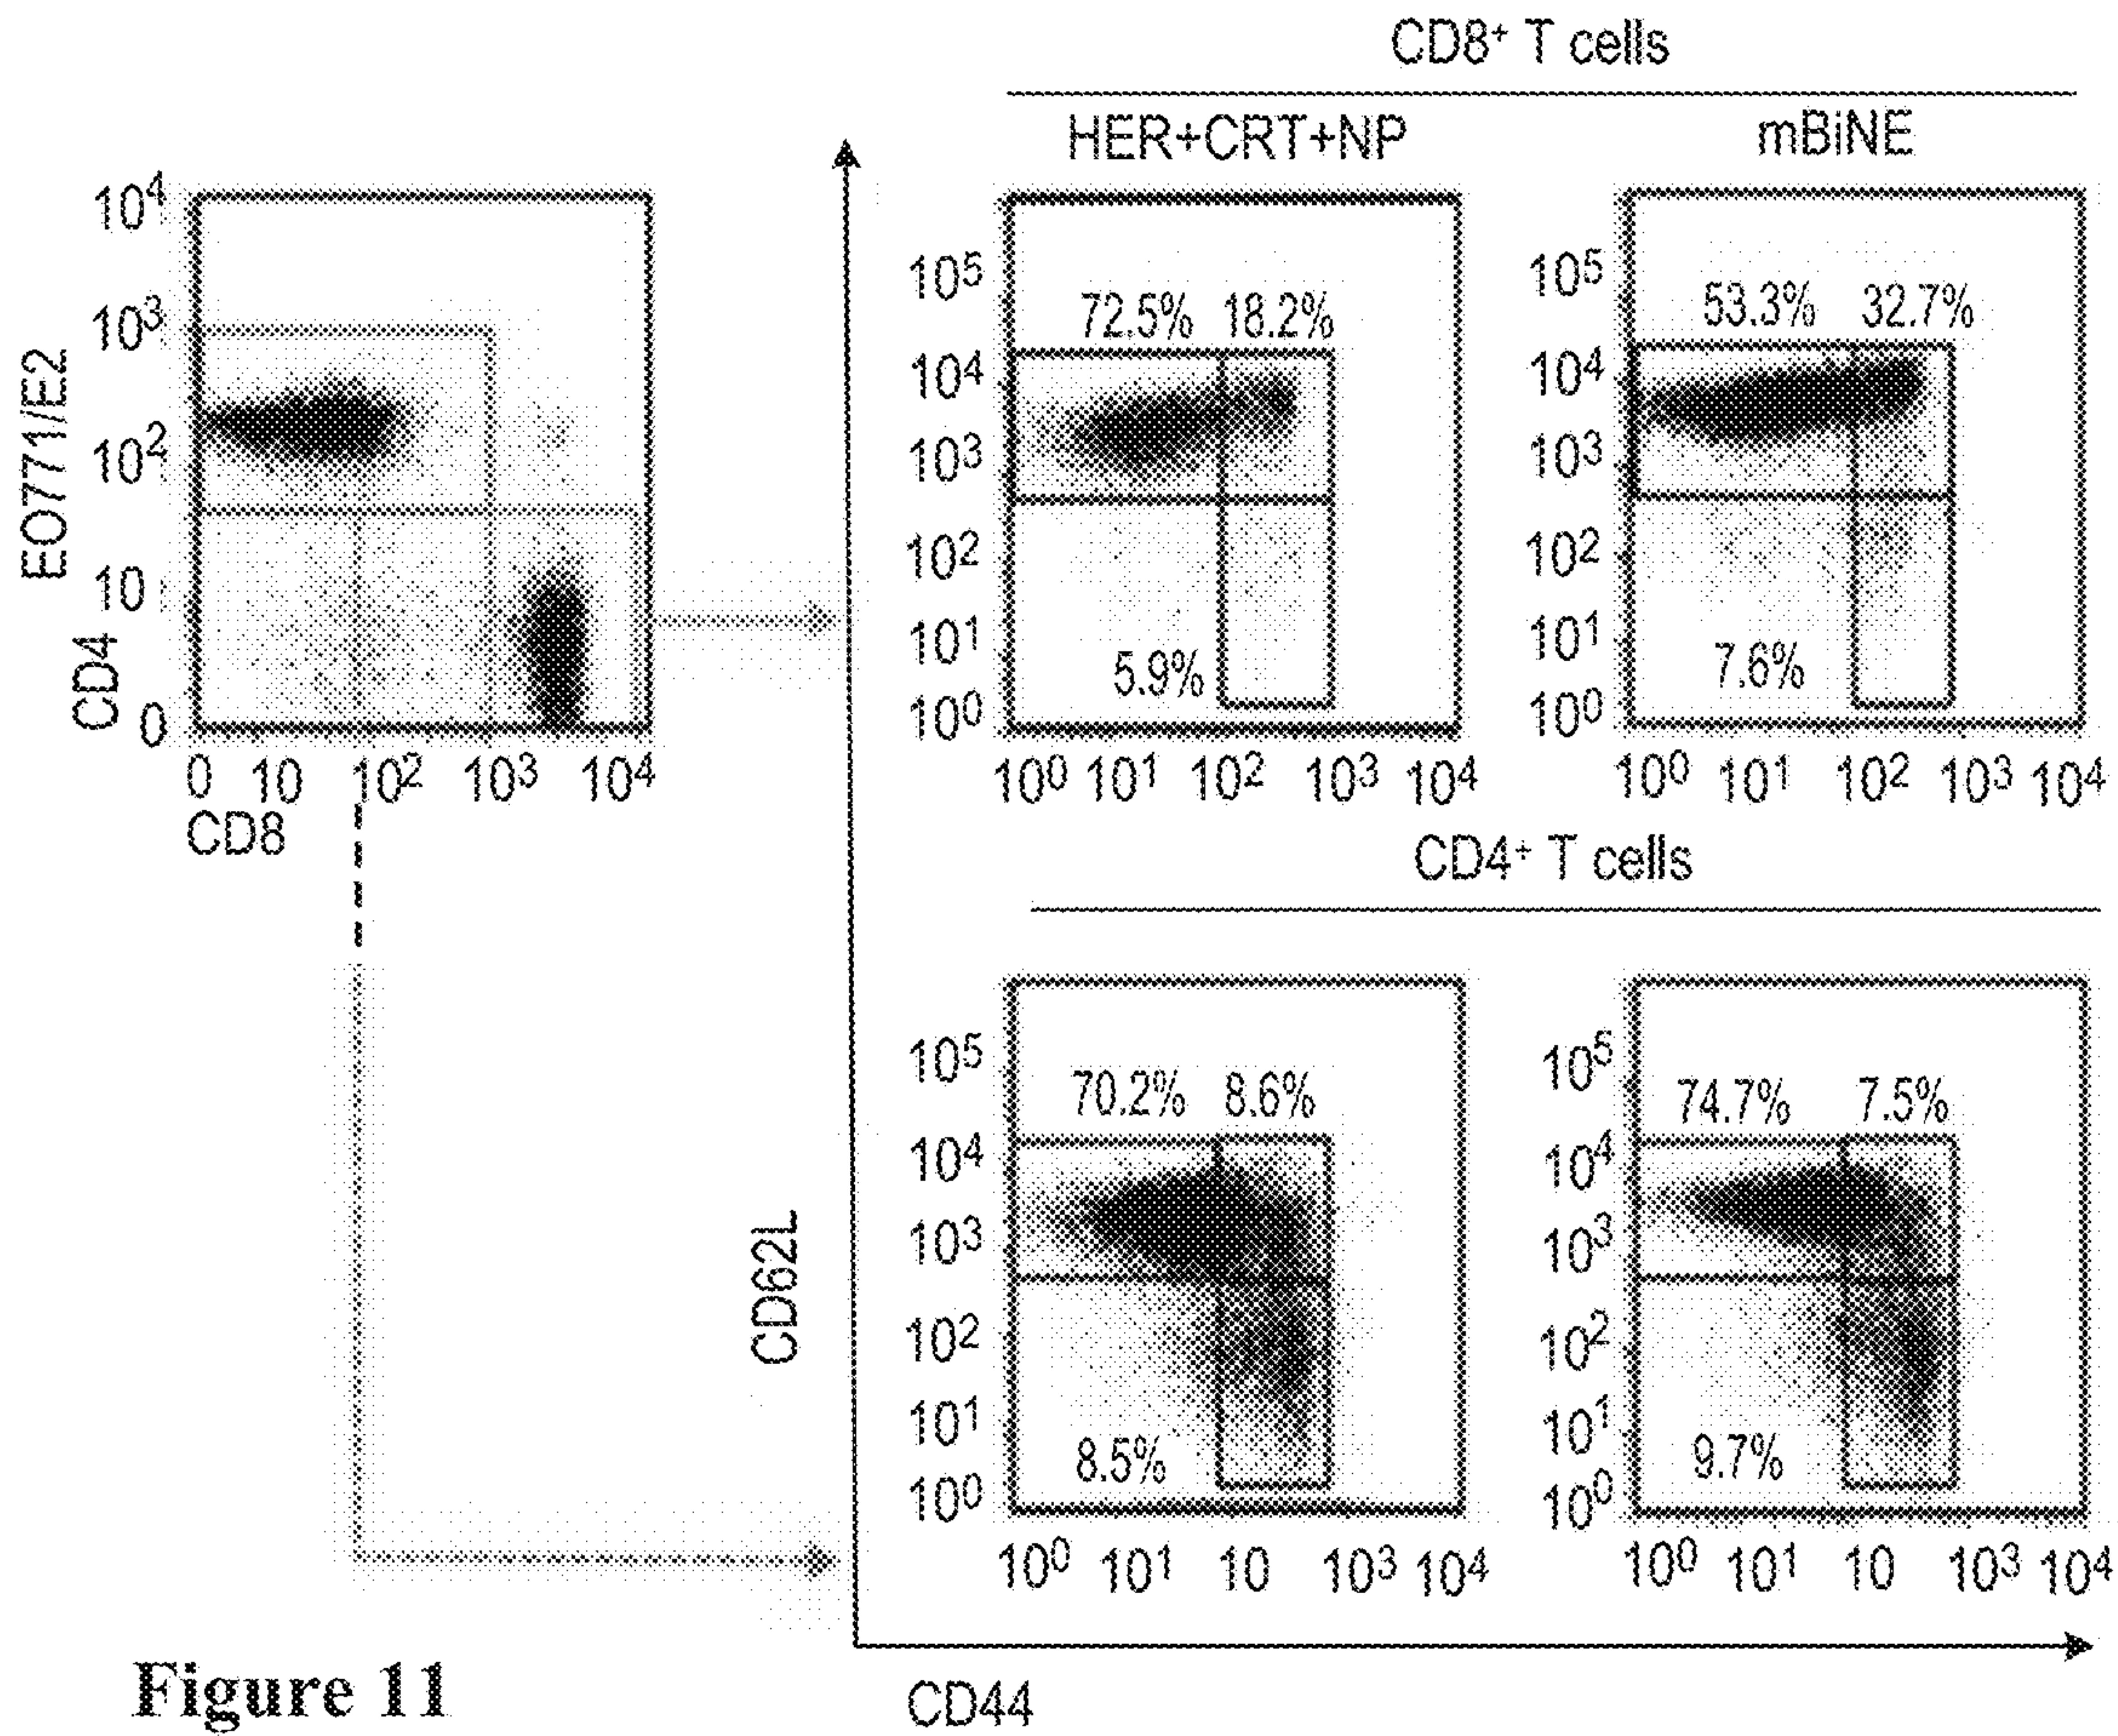 CD8⁺ T cells
HER+CRT+NP
mBiNE
EO771/E2
CD4
10⁴
10³
10²
10
0
0 10 10² 10³ 10⁴
CD8
10⁵
10⁴
10³
10²
10¹
10⁰
72.5% 18.2%
5.9%
10⁰ 10¹ 10² 10³ 10⁴
10⁵
10⁴
10³
10²
10¹
10⁰
53.3% 32.7%
7.6%
10⁰ 10¹ 10² 10³ 10⁴
CD4⁺ T cells
CD62L
10⁵
10⁴
10³
10²
10¹
10⁰
70.2% 8.6%
8.5%
10⁰ 10¹ 10 10³ 10⁴
10⁵
10⁴
10³
10²
10¹
10⁰
74.7% 7.5%
9.7%
10⁰ 10¹ 10 10³ 10⁴
CD44
Figure 11